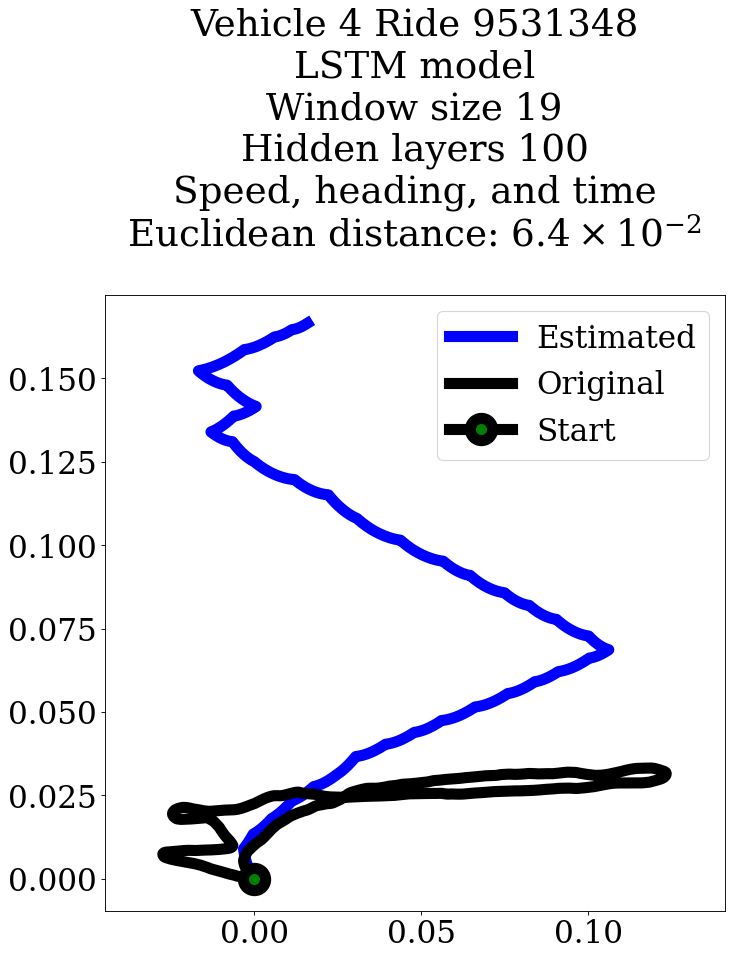 Vehicle 4 Ride 9531348
LSTM model
Window size 19
Hidden layers 100
Speed, heading, and time
Euclidean distance: 6.4 × 10⁻²
Estimated
Original
Start
0.150
0.125
0.100
0.075
0.050
0.025
0.000
0.00 0.05 0.10